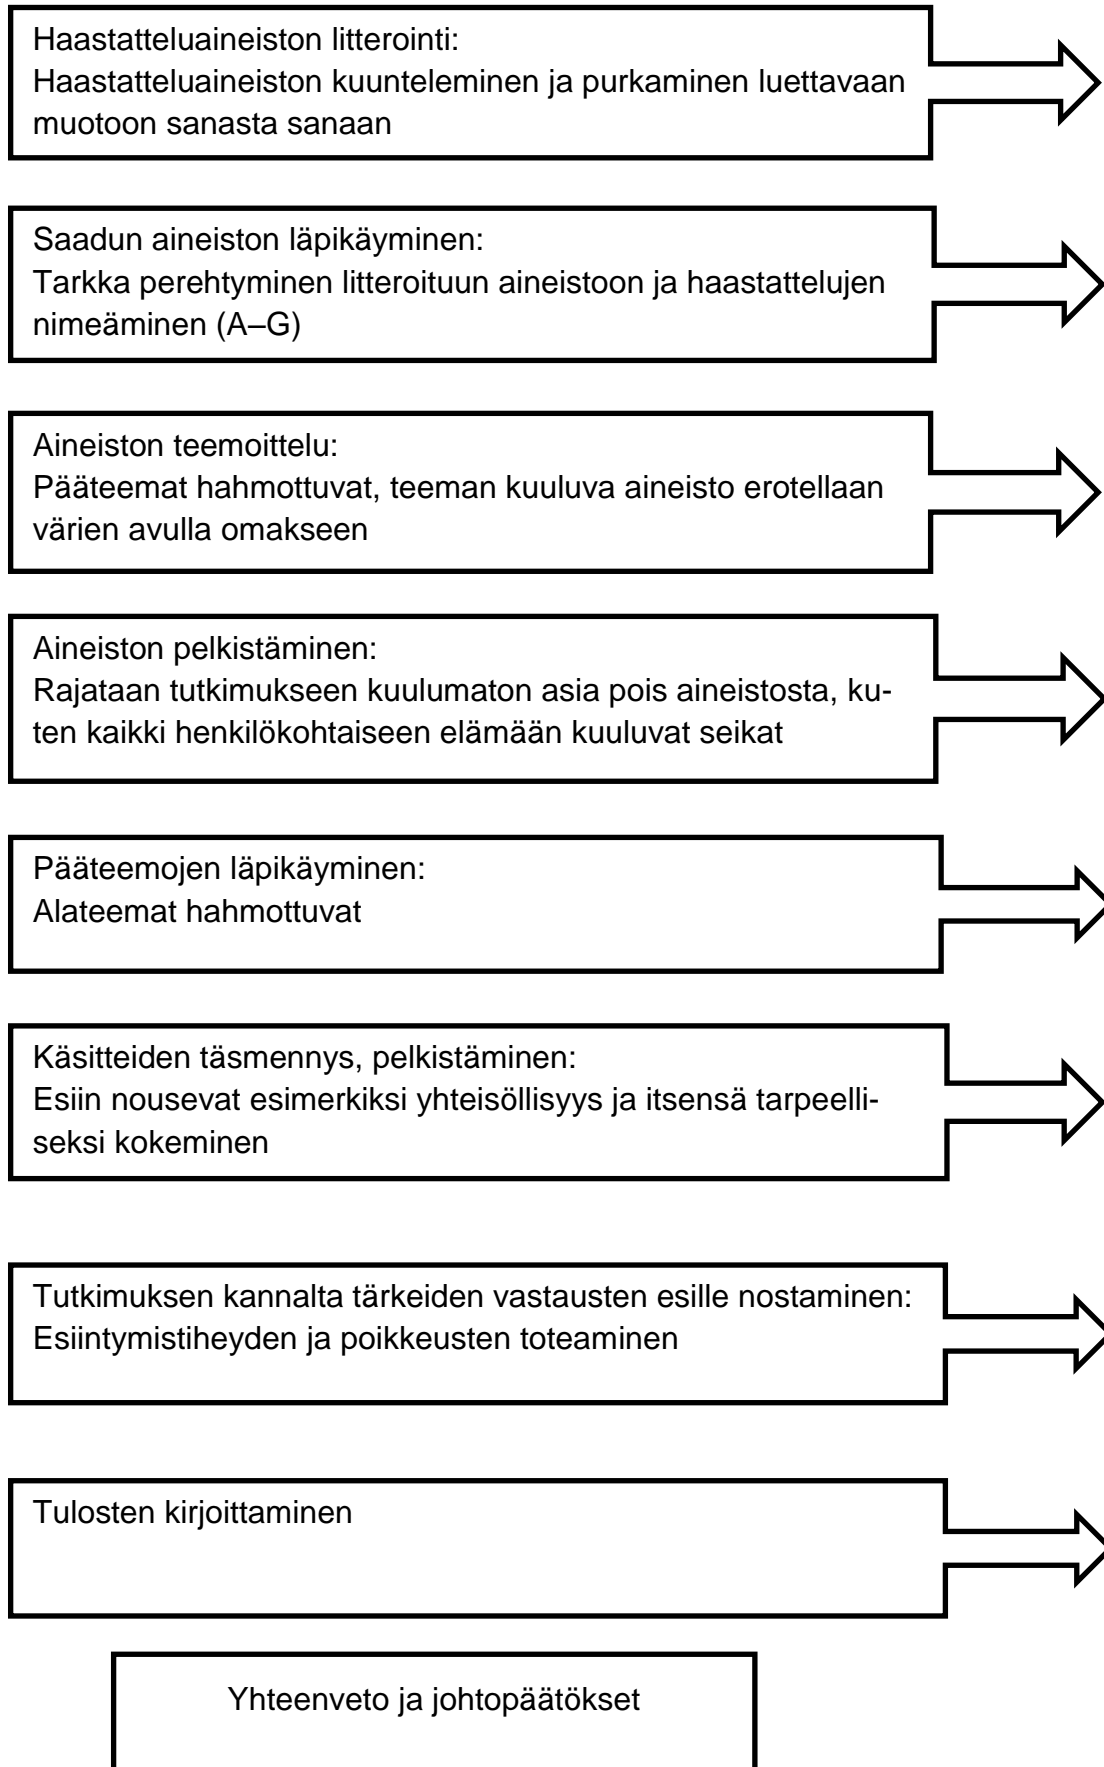 Haastatteluaineiston litterointi:
Haastatteluaineiston kuunteleminen ja purkaminen luettavaan
muotoon sanasta sanaan
Saadun aineiston läpikäyminen:
Tarkka perehtyminen litteroituun aineistoon ja haastattelujen
nimeäminen (A–G)
Aineiston teemoittelu:
Pääteemat hahmottuvat, teeman kuuluva aineisto erotellaan
värien avulla omakseen
Aineiston pelkistäminen:
Rajataan tutkimukseen kuulumaton asia pois aineistosta, ku-
ten kaikki henkilökohtaiseen elämään kuuluvat seikat
Pääteemojen läpikäyminen:
Alateemat hahmottuvat
Käsitteiden täsmennys, pelkistäminen:
Esiin nousevat esimerkiksi yhteisöllisyys ja itsensä tarpeelli-
seksi kokeminen
Tutkimuksen kannalta tärkeiden vastausten esille nostaminen:
Esiintymistiheyden ja poikkeusten toteaminen
Tulosten kirjoittaminen
Yhteenveto ja johtopäätökset